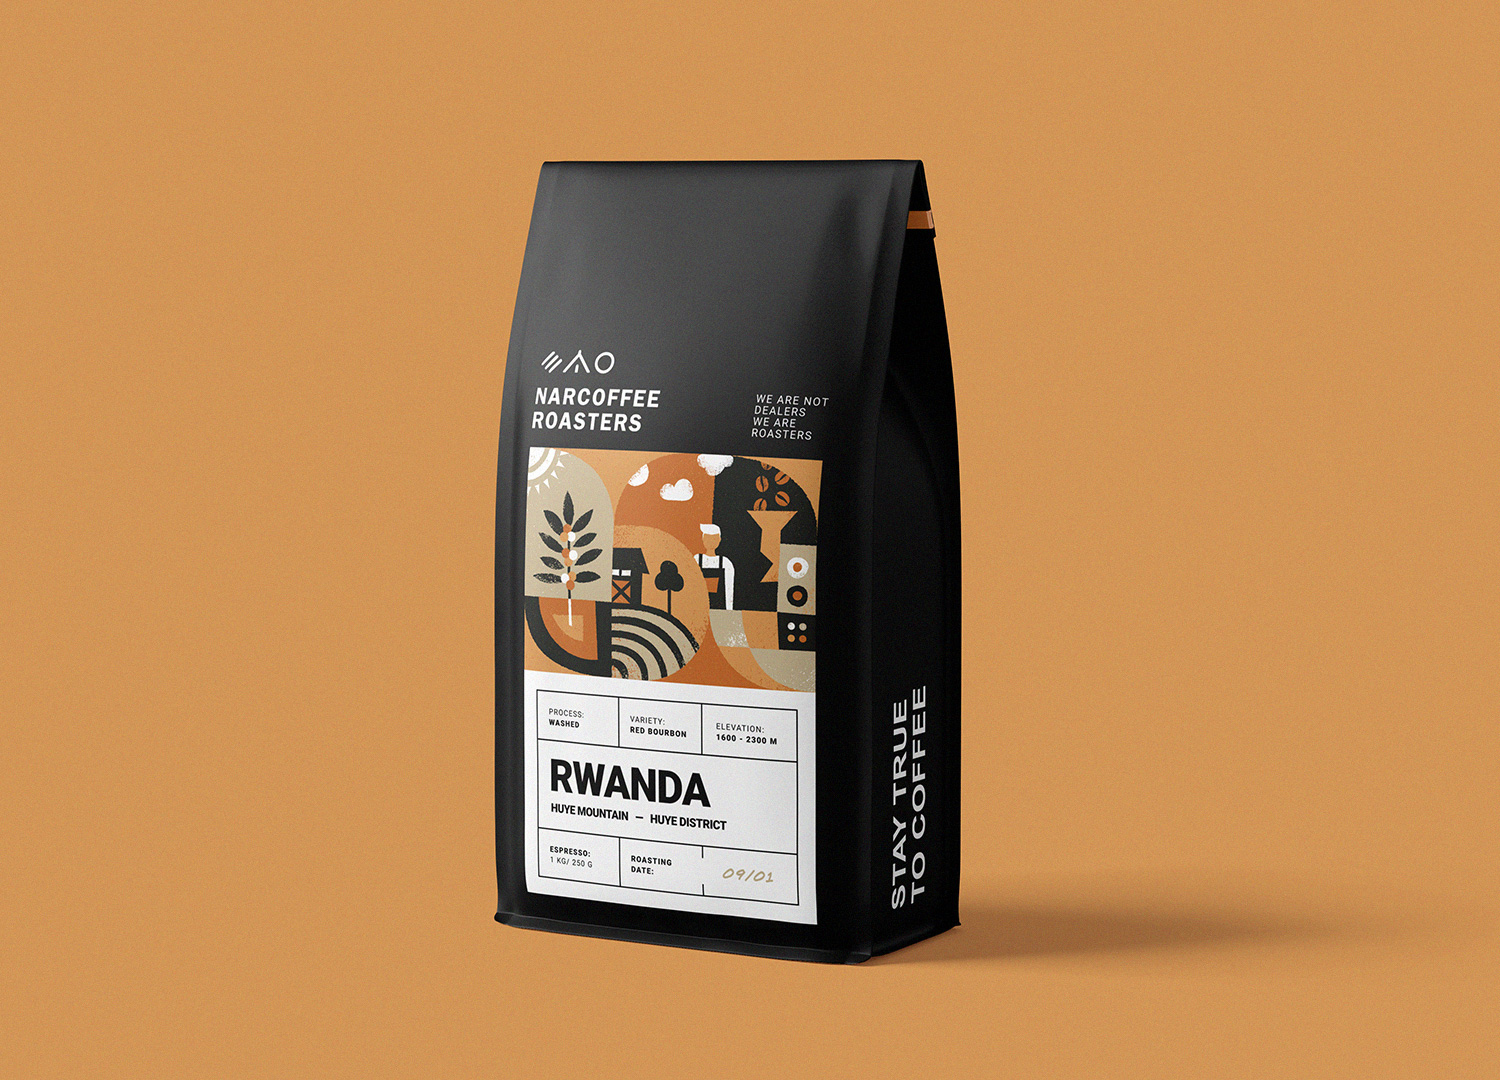 NARCOFFEE
ROASTERS
WE ARE NOT
DEALERS
WE ARE
ROASTERS
PROCESS:
WASHED
VARIETY:
RED BOURBON
ELEVATION:
1600 - 2300 M
RWANDA
HUYE MOUNTAIN — HUYE DISTRICT
ESPRESSO:
1 KG/ 250 G
ROASTING
DATE:
09/01
STAY TRUE
TO COFFEE